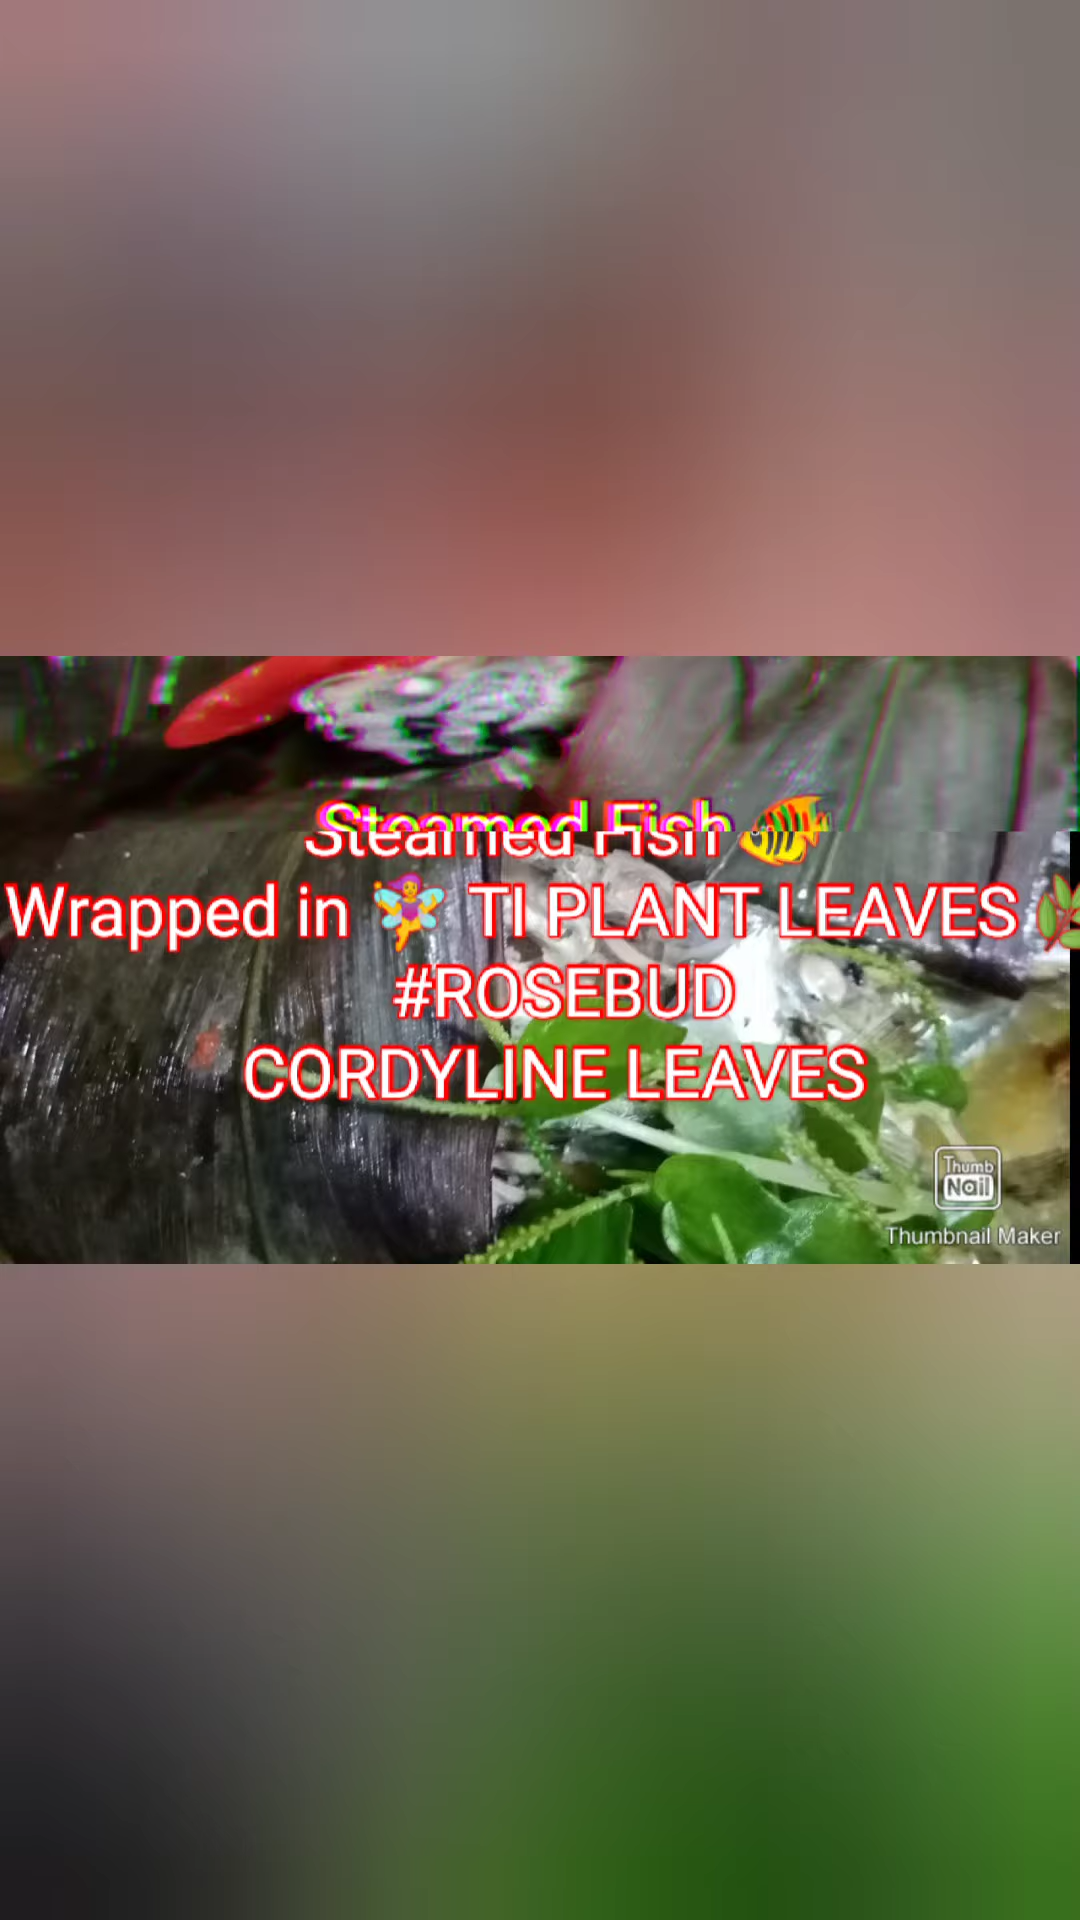 Steamed Fish 🐠
Wrapped in 🧚 TI PLANT LEAVES 🌿
#ROSEBUD
CORDYLINE LEAVES
Thumb
Nail
Thumbnail Maker